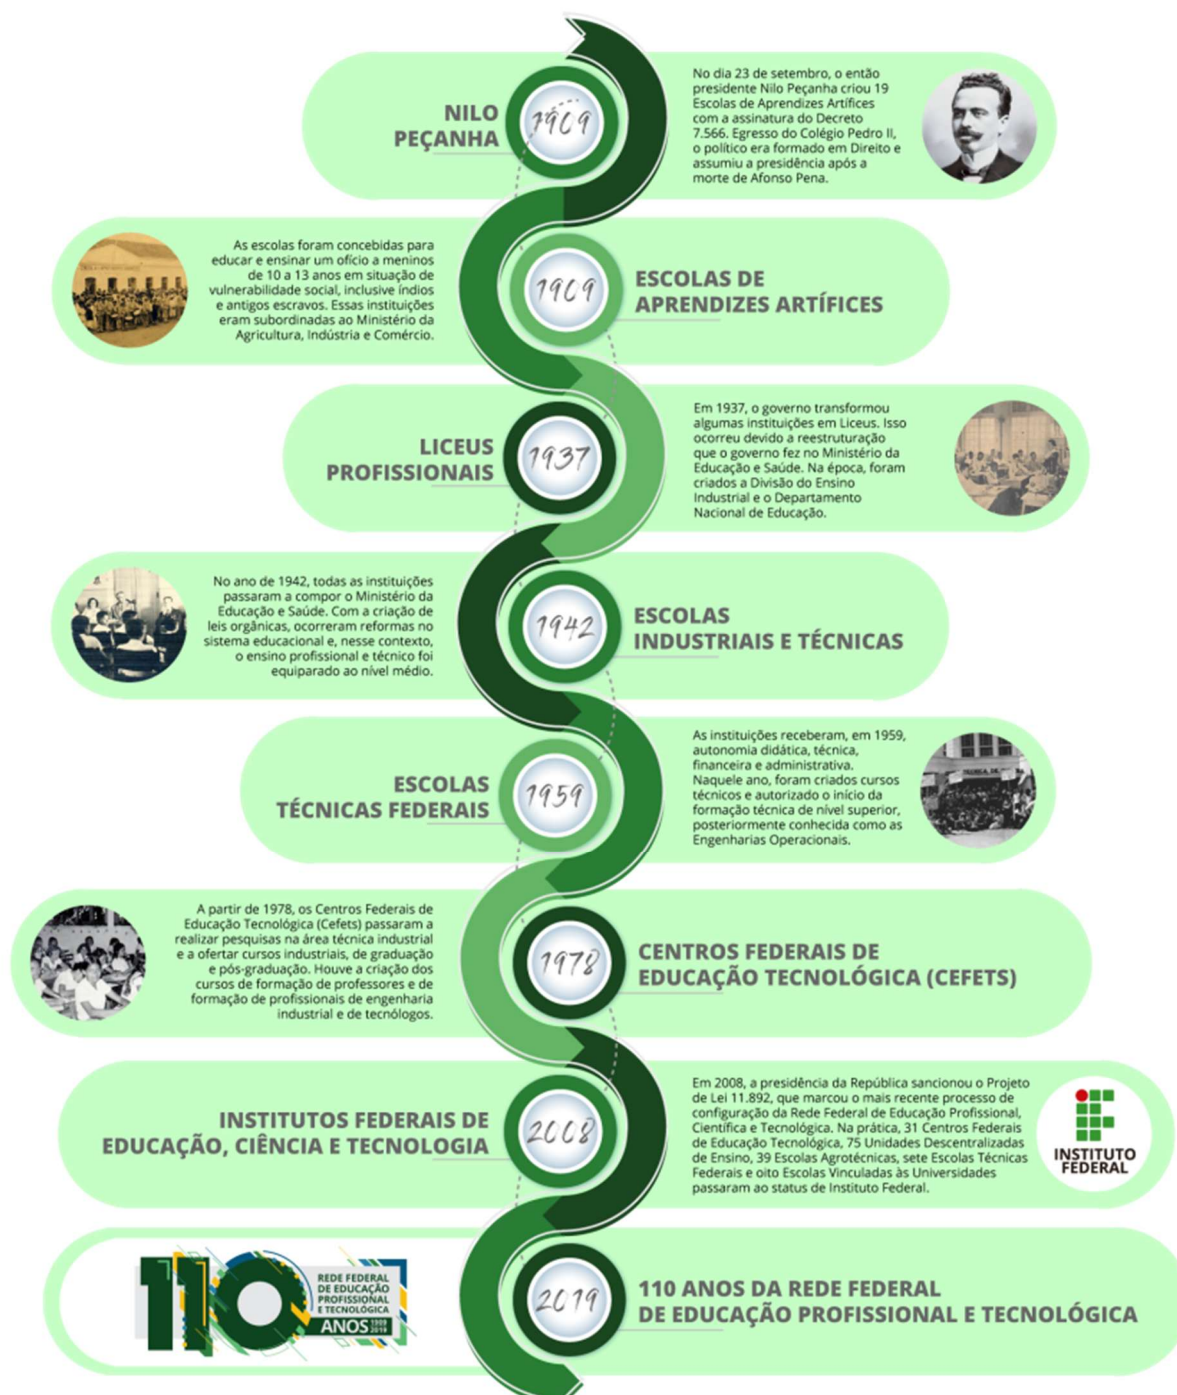 NILO
PEÇANHA
1909
No dia 23 de setembro, o então
presidente Nilo Peçanha criou 19
Escolas de Aprendizes Artífices
com a assinatura do Decreto
7.566. Egresso do Colégio Pedro II,
o político era formado em Direito e
assumiu a presidência após a
morte de Afonso Pena.
As escolas foram concebidas para
educar e ensinar um ofício a meninos
de 10 a 13 anos em situação de
vulnerabilidade social, inclusive índios
e antigos escravos. Essas instituições
eram subordinadas ao Ministério da
Agricultura, Indústria e Comércio.
1909
ESCOLAS DE
APRENDIZES ARTÍFICES
LICEUS
PROFISSIONAIS
1937
Em 1937, o governo transformou
algumas instituições em Liceus. Isso
ocorreu devido a reestruturação
que o governo fez no Ministério da
Educação e Saúde. Na época, foram
criados a Divisão do Ensino
Industrial e o Departamento
Nacional de Educação.
No ano de 1942, todas as instituições
passaram a compor o Ministério da
Educação e Saúde. Com a criação de
leis orgânicas, ocorreram reformas no
sistema educacional e, nesse contexto,
o ensino profissional e técnico foi
equiparado ao nível médio.
1942
ESCOLAS
INDUSTRIAIS E TÉCNICAS
ESCOLAS
TÉCNICAS FEDERAIS
1959
As instituições receberam, em 1959,
autonomia didática, técnica,
financeira e administrativa.
Naquele ano, foram criados cursos
técnicos e autorizado o início da
formação técnica de nível superior,
posteriormente conhecida como as
Engenharias Operacionais.
A partir de 1978, os Centros Federais de
Educação Tecnológica (Cefets) passaram a
realizar pesquisas na área técnica industrial
e a ofertar cursos industriais, de graduação
e pós-graduação. Houve a criação dos
cursos de formação de professores e de
formação de profissionais de engenharia
industrial e de tecnólogos.
1978
CENTROS FEDERAIS DE
EDUCAÇÃO TECNOLÓGICA (CEFETS)
INSTITUTOS FEDERAIS DE
EDUCAÇÃO, CIÊNCIA E TECNOLOGIA
2008
Em 2008, a presidência da República sancionou o Projeto
de Lei 11.892, que marcou o mais recente processo de
configuração da Rede Federal de Educação Profissional,
Científica e Tecnológica. Na prática, 31 Centros Federais
de Educação Tecnológica, 75 Unidades Descentralizadas
de Ensino, 39 Escolas Agrotécnicas, sete Escolas Técnicas
Federais e oito Escolas Vinculadas às Universidades
passaram ao status de Instituto Federal.
INSTITUTO
FEDERAL
110
REDE FEDERAL
DE EDUCAÇÃO
PROFISSIONAL
E TECNOLÓGICA
ANOS 1909
2019
2019
110 ANOS DA REDE FEDERAL
DE EDUCAÇÃO PROFISSIONAL E TECNOLÓGICA